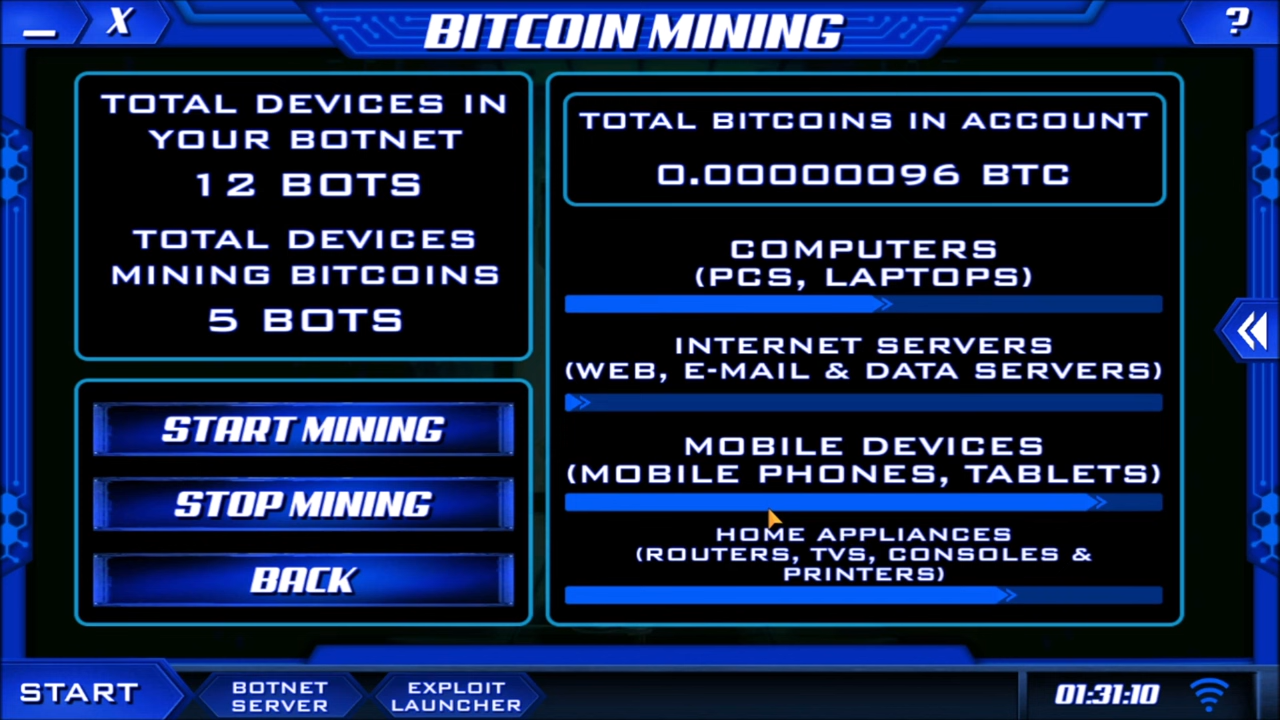 X
BITCOIN MINING
?
TOTAL DEVICES IN
YOUR BOTNET
12 BOTS
TOTAL DEVICES
MINING BITCOINS
5 BOTS
START MINING
STOP MINING
BACK
TOTAL BITCOINS IN ACCOUNT
0.00000096 BTC
COMPUTERS
(PCS, LAPTOPS)
INTERNET SERVERS
(WEB, E-MAIL & DATA SERVERS)
MOBILE DEVICES
(MOBILE PHONES, TABLETS)
HOME APPLIANCES
(ROUTERS, TVS, CONSOLES &
PRINTERS)
START
BOTNET
SERVER
EXPLOIT
LAUNCHER
01:31:10